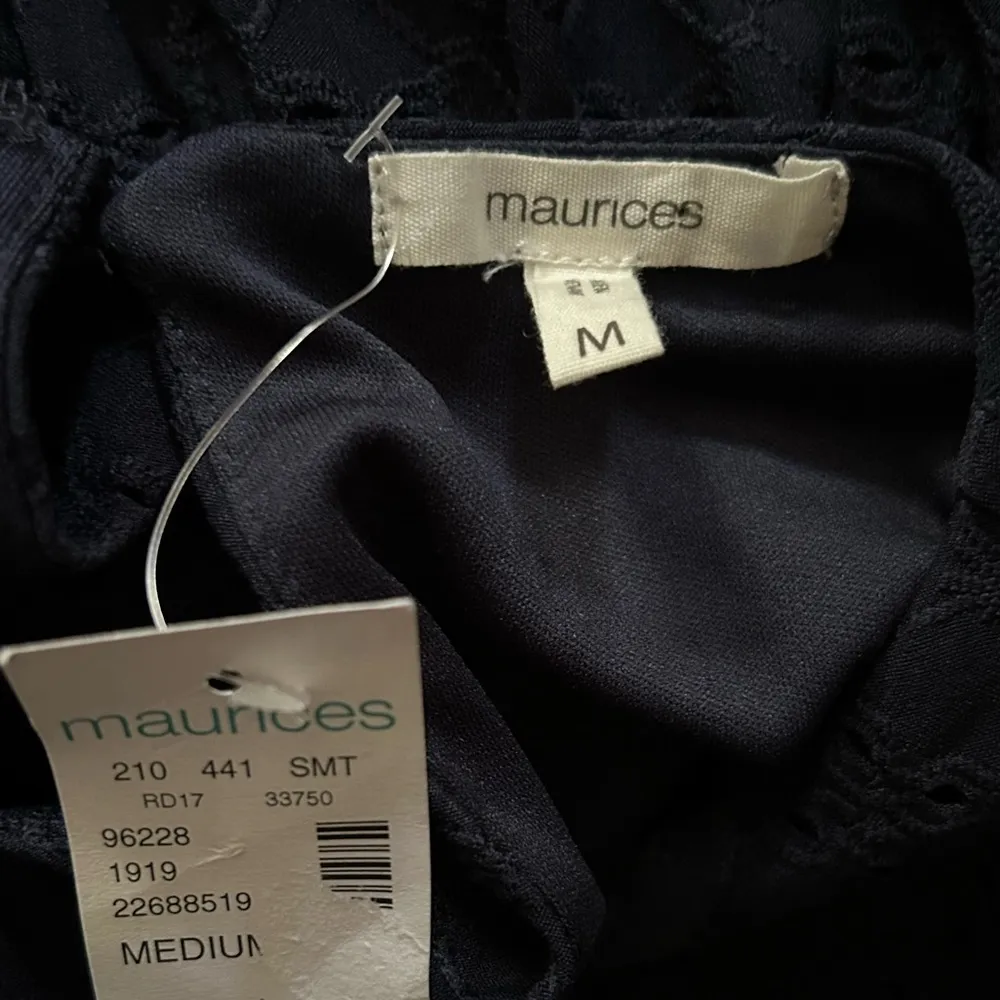 maurices
M
maurices
210 441 SMT
RD17 33750
96228
1919
22688519
MEDIUM